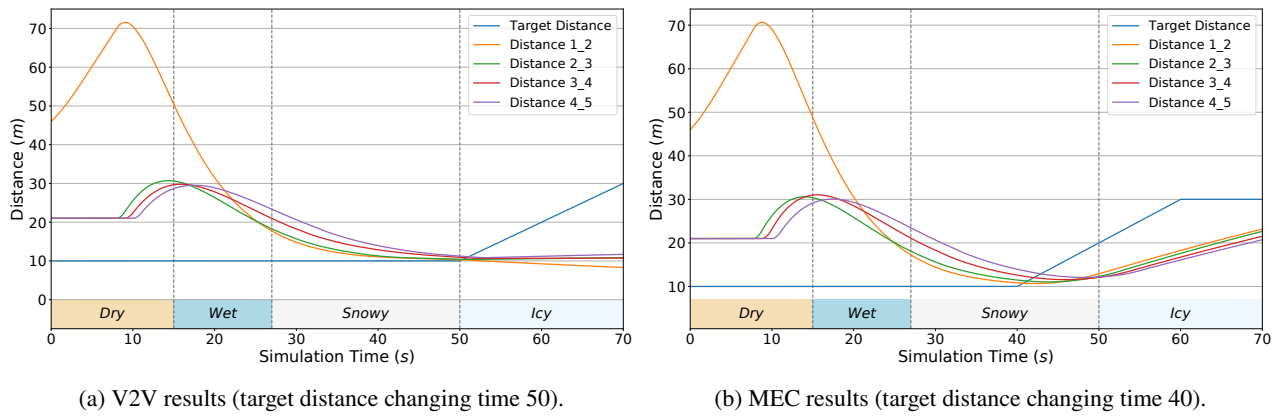 70
60
50
40
30
20
10
0
Distance (m)
Target Distance
Distance 1_2
Distance 2_3
Distance 3_4
Distance 4_5
Dry
Wet
Snowy
Icy
0 10 20 30 40 50 60 70
Simulation Time (s)
(a) V2V results (target distance changing time 50).
70
60
50
40
30
20
10
Distance (m)
Target Distance
Distance 1_2
Distance 2_3
Distance 3_4
Distance 4_5
Dry
Wet
Snowy
Icy
0 10 20 30 40 50 60 70
Simulation Time (s)
(b) MEC results (target distance changing time 40).